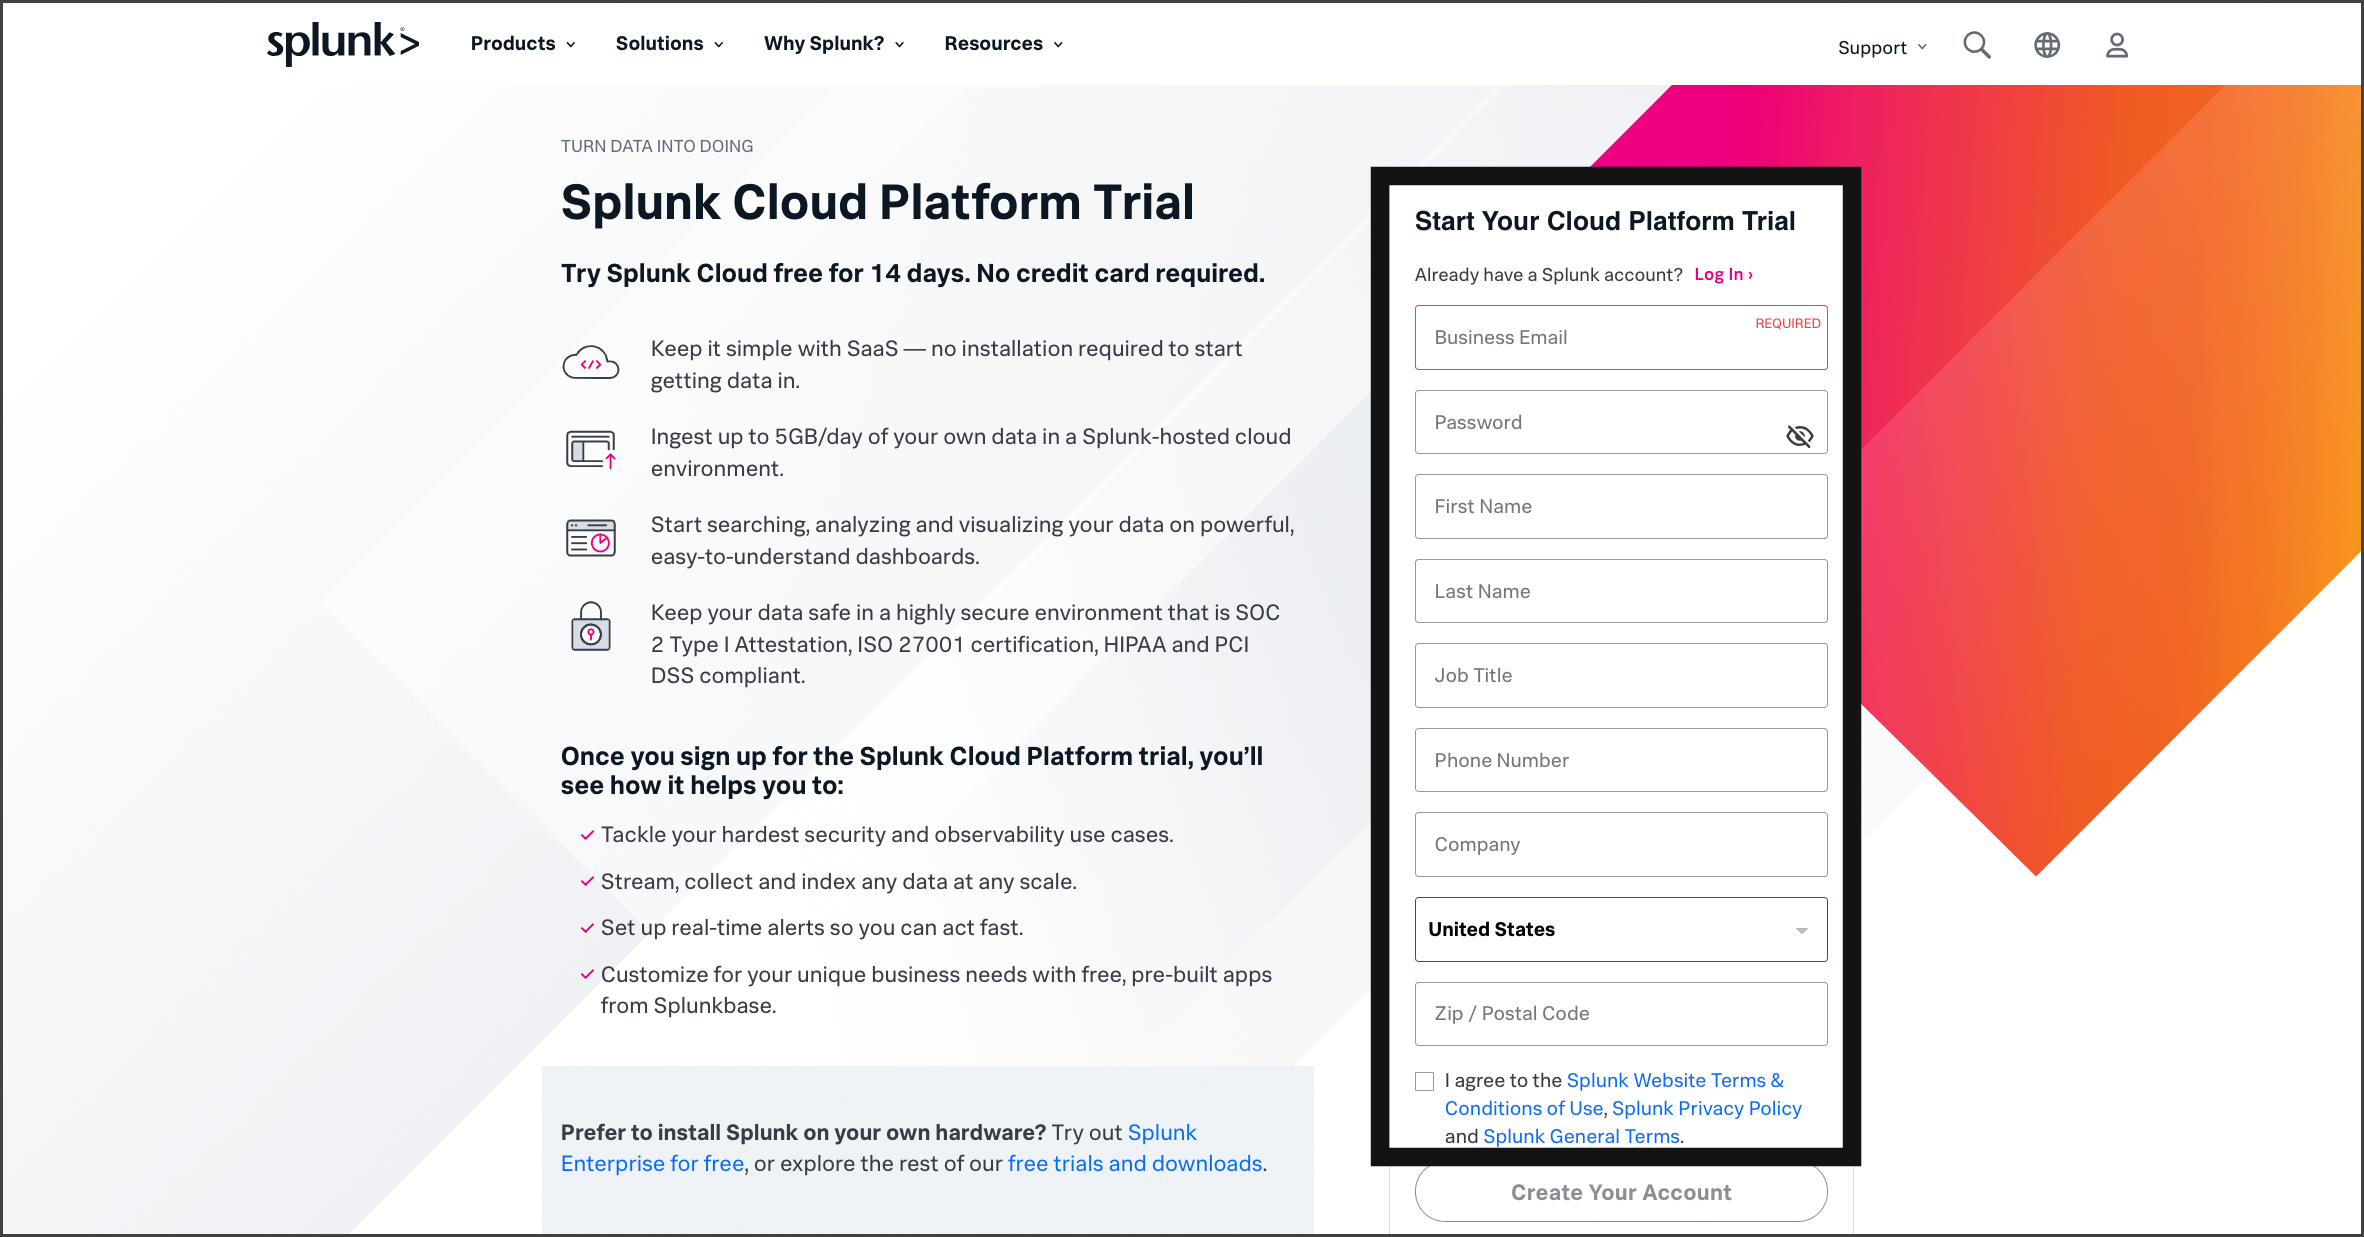 splunk>
Products
Solutions
Why Splunk?
Resources
Support
TURN DATA INTO DOING
Splunk Cloud Platform Trial
Try Splunk Cloud free for 14 days. No credit card required.
Keep it simple with SaaS — no installation required to start
getting data in.
Ingest up to 5GB/day of your own data in a Splunk-hosted cloud
environment.
Start searching, analyzing and visualizing your data on powerful,
easy-to-understand dashboards.
Keep your data safe in a highly secure environment that is SOC
2 Type I Attestation, ISO 27001 certification, HIPAA and PCI
DSS compliant.
Once you sign up for the Splunk Cloud Platform trial, you’ll
see how it helps you to:
Tackle your hardest security and observability use cases.
Stream, collect and index any data at any scale.
Set up real-time alerts so you can act fast.
Customize for your unique business needs with free, pre-built apps
from Splunkbase.
Prefer to install Splunk on your own hardware? Try out Splunk
Enterprise for free, or explore the rest of our free trials and downloads.
Start Your Cloud Platform Trial
Already have a Splunk account? Log In ›
Business Email
REQUIRED
Password
First Name
Last Name
Job Title
Phone Number
Company
United States
Zip / Postal Code
I agree to the Splunk Website Terms &
Conditions of Use, Splunk Privacy Policy
and Splunk General Terms.
Create Your Account